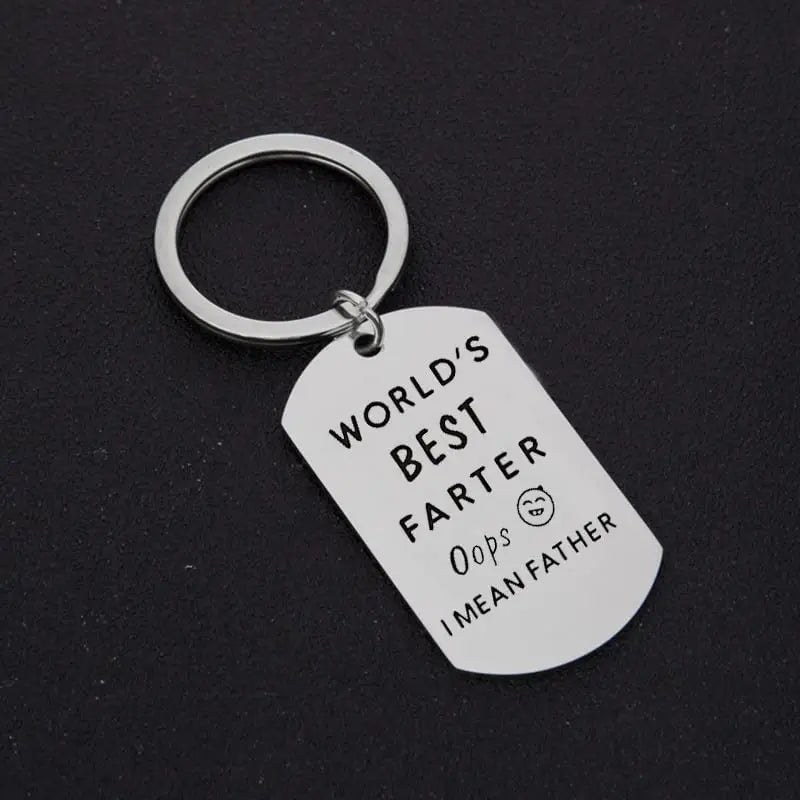 WORLD'S
BEST
FARTER
Oops
I MEAN FATHER